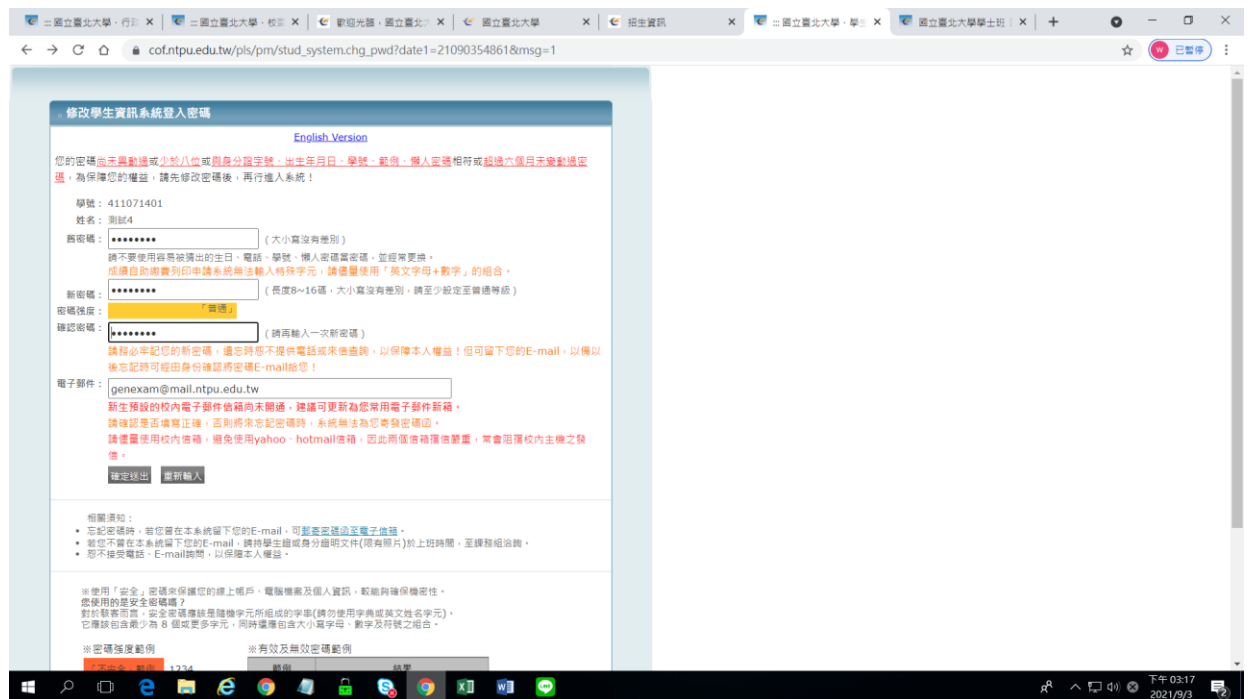 :: 國立臺北大學 - 行政
:: 國立臺北大學 - 校
歡迎光臨，國立臺北
國立臺北大學
招生資訊
:: 國立臺北大學 - 學生
國立臺北大學學士班
cof.ntpu.edu.tw/pls/pm/stud_system.chg_pwd?date1=21090354861&msg=1
W 已暫停
修改學生資訊系統登入密碼
English Version
您的密碼尚未異動過或少於八位或與身分證字號、出生年月日、學號、範例、懶人密碼相符或超過六個月未變動過密
碼，為保障您的權益，請先修改密碼後，再行進入系統！
學號：411071401
姓名：測試4
舊密碼：•••••••• (大小寫沒有差別)
請不要使用容易被猜出的生日、電話、學號、懶人密碼當密碼，並經常更換。
成績自助繳費列印申請系統無法輸入特殊字元，請儘量使用「英文字母+數字」的組合。
新密碼：•••••••• (長度8~16碼，大小寫沒有差別，請至少設定至普通等級)
密碼強度：「普通」
確認密碼：•••••••• (請再輸入一次新密碼)
請務必牢記您的新密碼，遺忘時恕不提供電話或來信查詢，以保障本人權益！但可留下您的E-mail，以備以
後忘記時可經由身份確認將密碼E-mail給您！
電子郵件：genexam@mail.ntpu.edu.tw
新生預設的校內電子郵件信箱尚未開通，建議可更新為您常用電子郵件新箱。
請確認是否填寫正確，否則將來忘記密碼時，系統無法為您寄發密碼函。
請儘量使用校內信箱，避免使用yahoo、hotmail信箱，因此兩個信箱擋信嚴重，常會阻擋校內主機之發
信。
確定送出 重新輸入
相關須知：
• 忘記密碼時，若您曾在本系統留下您的E-mail，可郵寄密碼函至電子信箱。
• 若您不曾在本系統留下您的E-mail，請持學生證或身分證明文件(限有照片)於上班時間，至課務組洽詢。
• 恕不接受電話、E-mail詢問，以保障本人權益。
※使用「安全」密碼來保護您的線上帳戶、電腦檔案及個人資訊，較能夠確保機密性。
您使用的是安全密碼嗎？
對於駭客而言，安全密碼應該是隨機字元所組成的字串(請勿使用字典或英文姓名字元)。
它應該包含最少為 8 個或更多字元，同時還應包含大小寫字母、數字及符號之組合。
※密碼強度範例 ※有效及無效密碼範例
「不安全」範例 1234 範例 結果
下午 03:17
2021/9/3